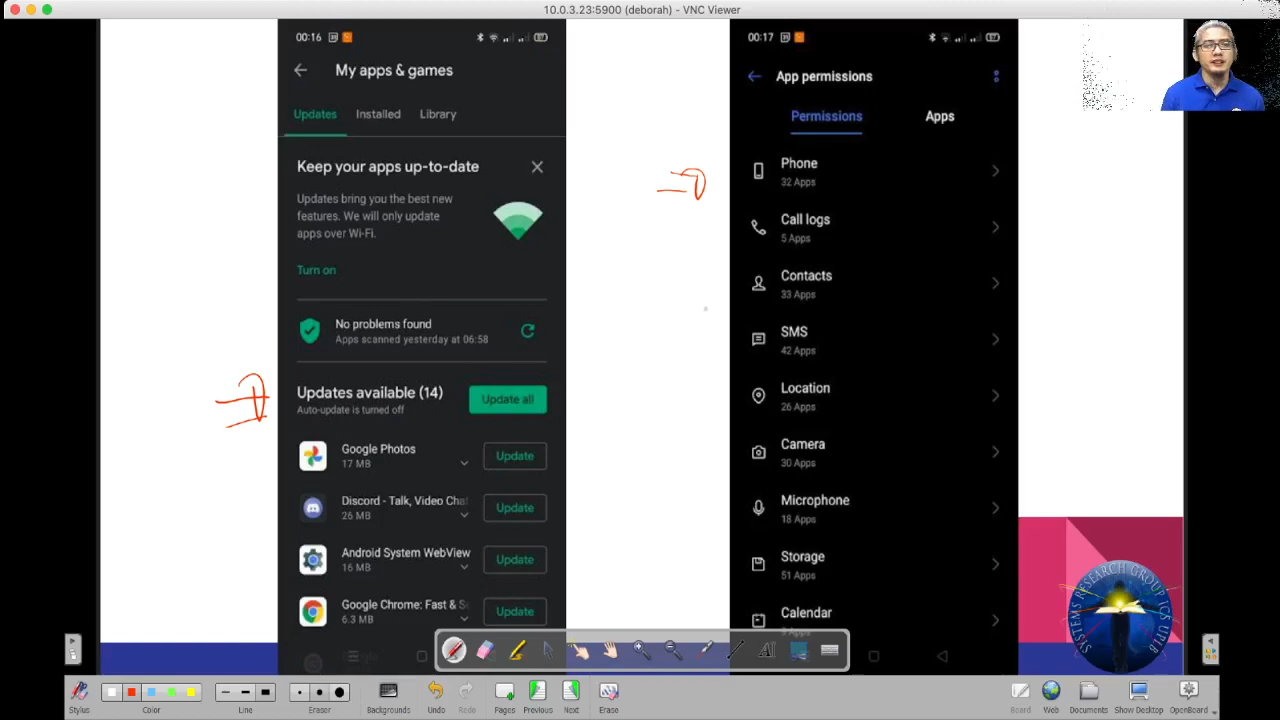 10.0.3.23:5900 (deborah) - VNC Viewer
00:16
My apps & games
Updates Installed Library
Keep your apps up-to-date
Updates bring you the best new
features. We will only update
apps over Wi-Fi.
Turn on
No problems found
Apps scanned yesterday at 06:58
Updates available (14)
Update all
Auto-update is turned off
Google Photos
17 MB
Update
Discord - Talk, Video Cha
26 MB
Update
Android System WebView
16 MB
Update
Google Chrome: Fast & S
6.3 MB
Update
00:17
App permissions
Permissions Apps
Phone
32 Apps
Call logs
5 Apps
Contacts
33 Apps
SMS
42 Apps
Location
26 Apps
Camera
30 Apps
Microphone
18 Apps
Storage
51 Apps
Calendar
SYSTEMS RESEARCH GROUP
Stylus Color Line Eraser Backgrounds Undo Redo Pages Previous Next Erase Board Web Documents Show Desktop OpenBoard